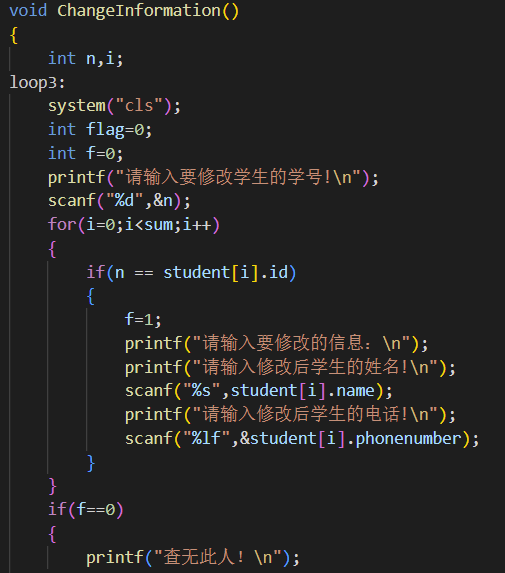 void ChangeInformation()
{
    int n,i;
loop3:
    system("cls");
    int flag=0;
    int f=0;
    printf("请输入要修改学生的学号!\n");
    scanf("%d",&n);
    for(i=0;i<sum;i++)
    {
        if(n == student[i].id)
        {
            f=1;
            printf("请输入要修改的信息：\n");
            printf("请输入修改后学生的姓名!\n");
            scanf("%s",student[i].name);
            printf("请输入修改后学生的电话!\n");
            scanf("%lf",&student[i].phonenumber);
        }
    }
    if(f==0)
    {
        printf("查无此人！\n");